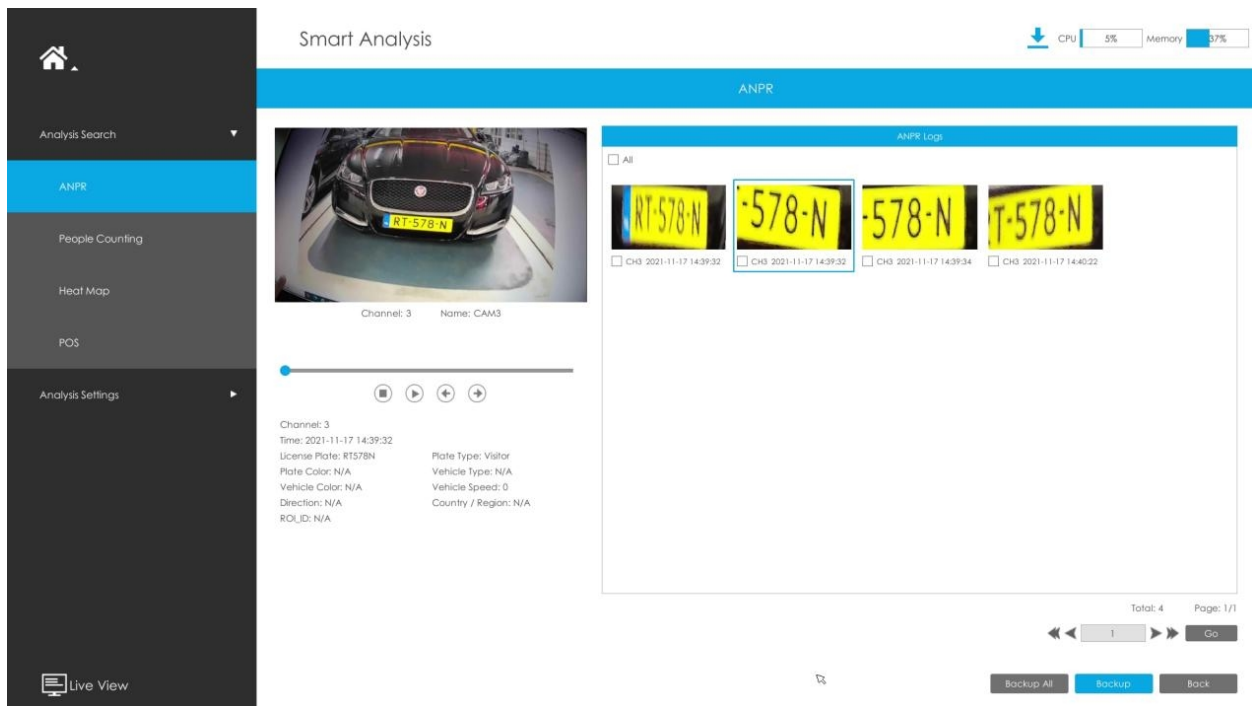 Smart Analysis
CPU 5% Memory 37%
ANPR
Analysis Search
ANPR
People Counting
Heat Map
POS
Analysis Settings
Live View
RT-578-N
Channel: 3 Name: CAM3
Channel: 3
Time: 2021-11-17 14:39:32
License Plate: RT578N Plate Type: Visitor
Plate Color: N/A Vehicle Type: N/A
Vehicle Color: N/A Vehicle Speed: 0
Direction: N/A Country / Region: N/A
ROI_ID: N/A
ANPR Logs
All
RT-578-N -578-N -578-N T-578-N
CH3 2021-11-17 14:39:32 CH3 2021-11-17 14:39:32 CH3 2021-11-17 14:39:34 CH3 2021-11-17 14:40:22
Total: 4 Page: 1/1
1 Go
Backup All Backup Back